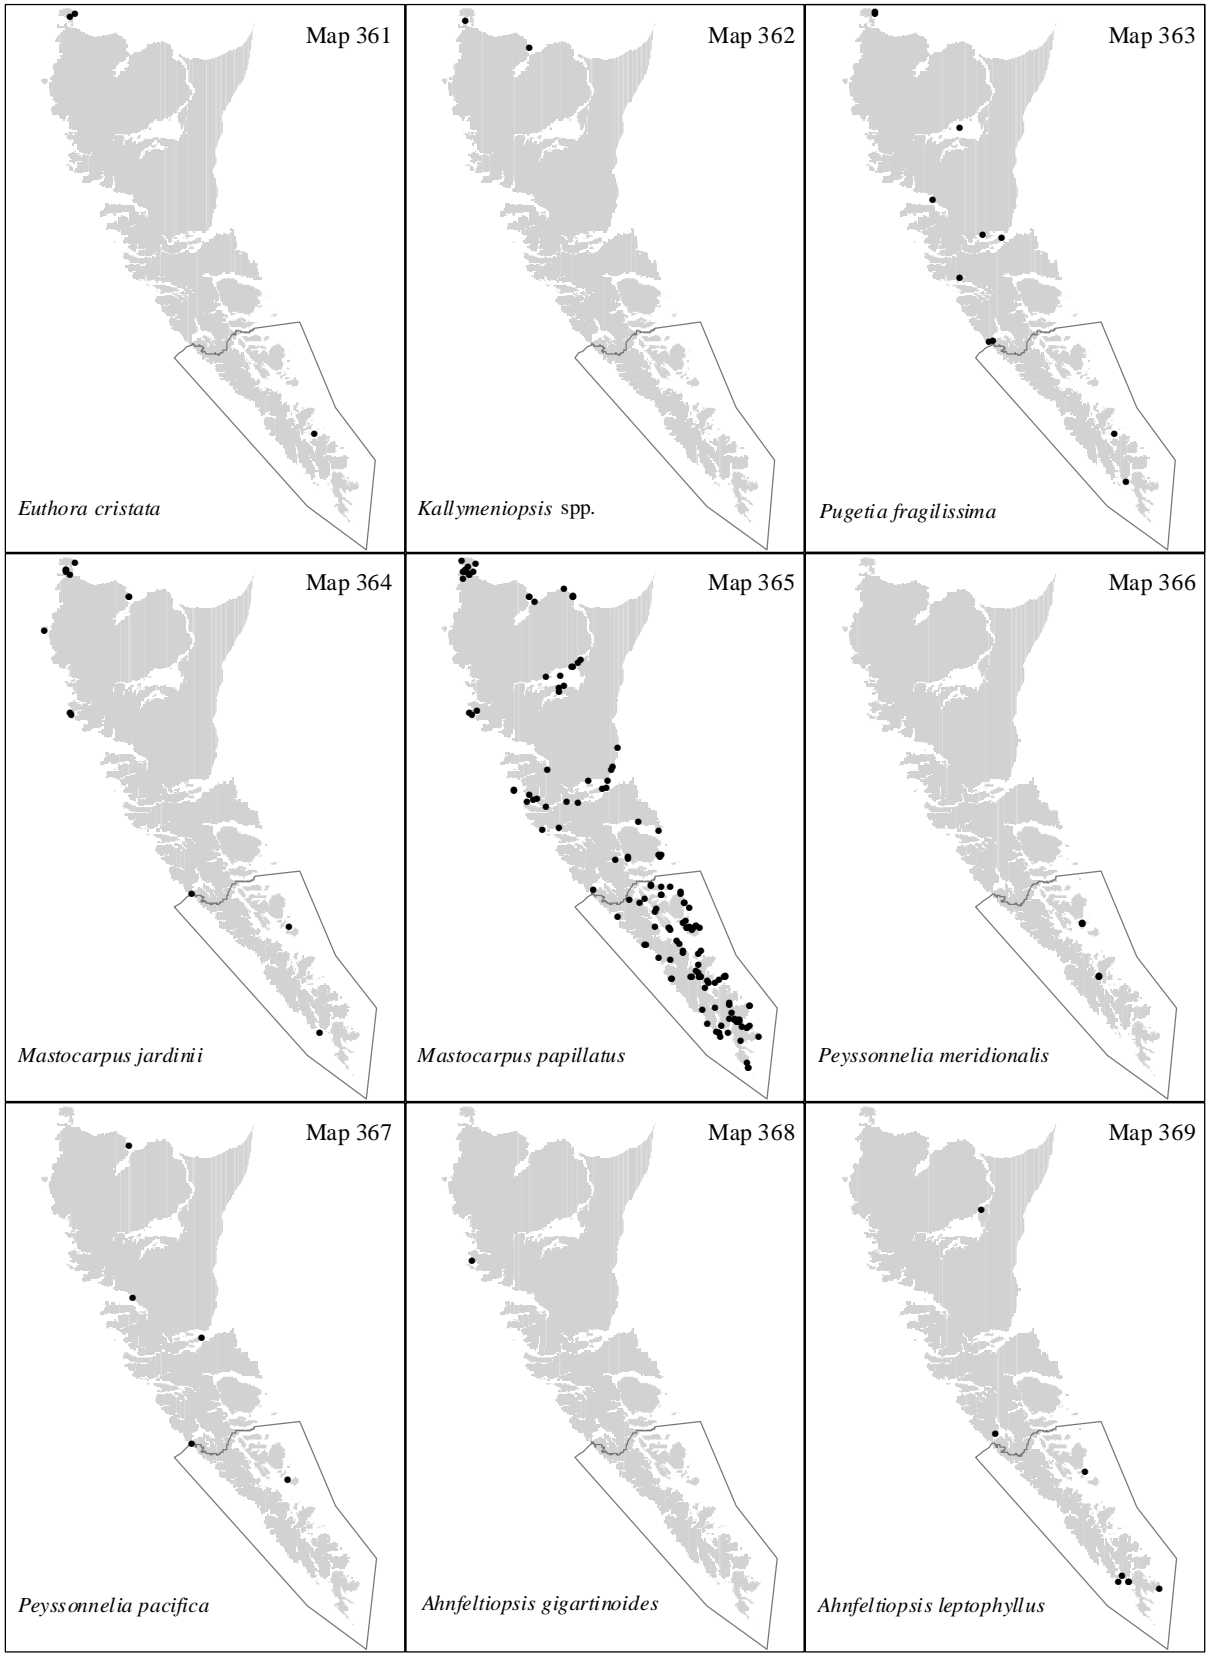 Map 361
Map 362
Map 363
Euthora cristata
Kallymeniopsis spp.
Pugetia fragilissima
Map 364
Map 365
Map 366
Mastocarpus jardinii
Mastocarpus papillatus
Peyssonnelia meridionalis
Map 367
Map 368
Map 369
Peyssonnelia pacifica
Ahnfeltiopsis gigartinoides
Ahnfeltiopsis leptophyllus